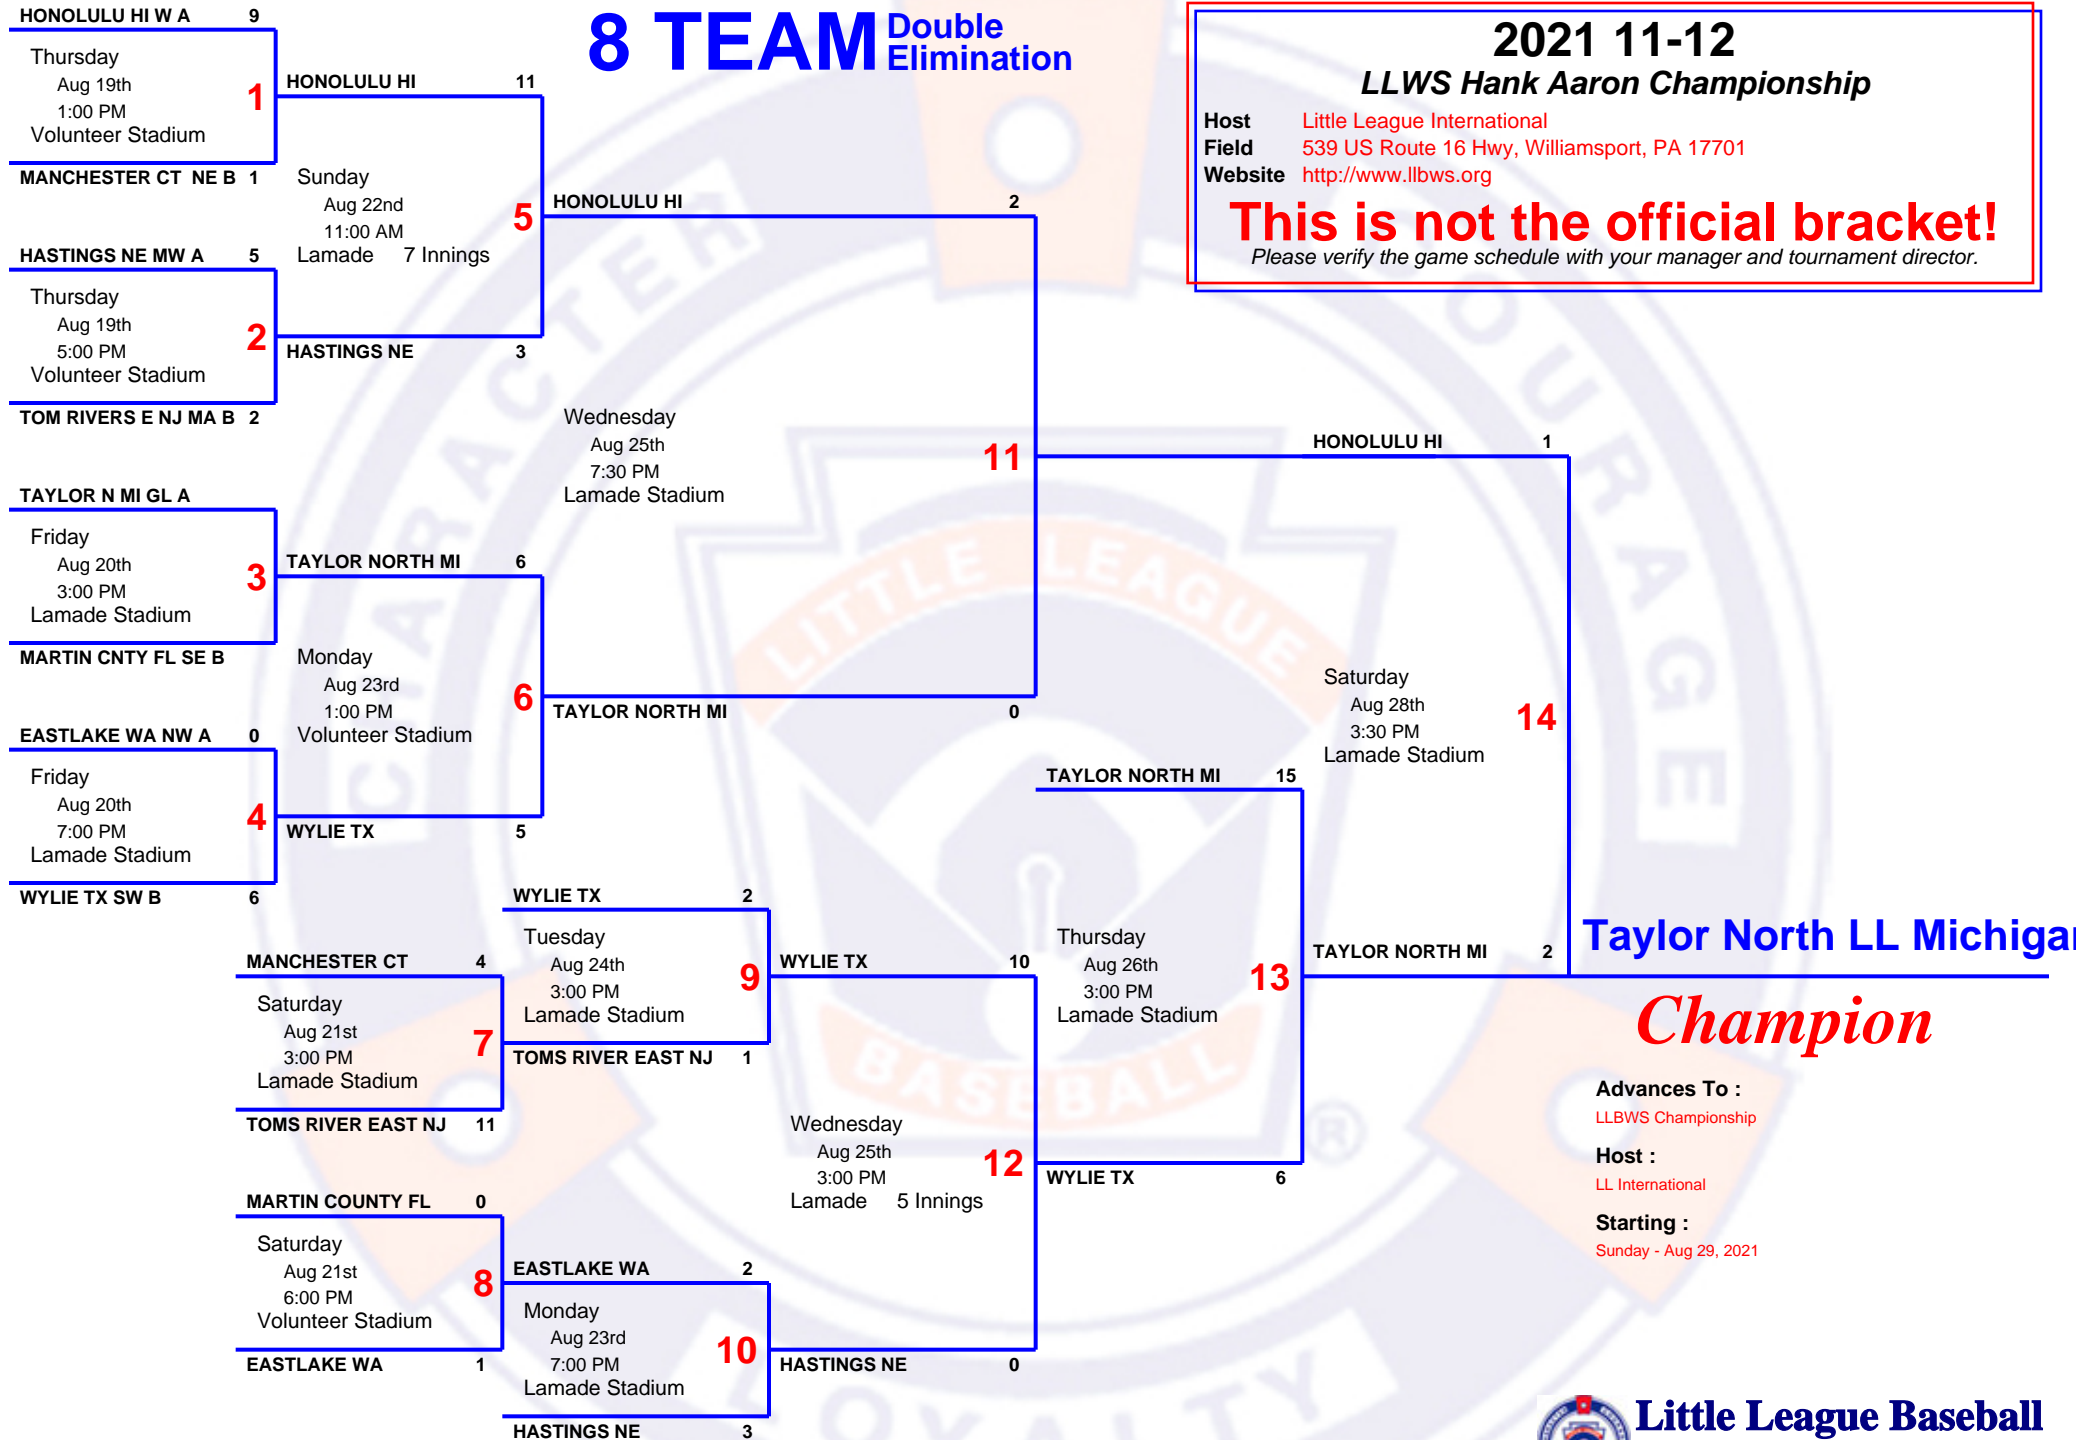 8 TEAM Double Elimination
2021 11-12
LLWS Hank Aaron Championship
Host Little League International
Field 539 US Route 16 Hwy, Williamsport, PA 17701
Website http://www.llbws.org
This is not the official bracket!
Please verify the game schedule with your manager and tournament director.
HONOLULU HI W A 9
Thursday
Aug 19th
1:00 PM
Volunteer Stadium
1
MANCHESTER CT NE B 1
HASTINGS NE MW A 5
Thursday
Aug 19th
5:00 PM
Volunteer Stadium
2
TOM RIVERS E NJ MA B 2
TAYLOR N MI GL A
Friday
Aug 20th
3:00 PM
Lamade Stadium
3
MARTIN CNTY FL SE B
EASTLAKE WA NW A 0
Friday
Aug 20th
7:00 PM
Lamade Stadium
4
WYLIE TX SW B 6
HONOLULU HI 11
Sunday
Aug 22nd
11:00 AM
Lamade 7 Innings
5
HASTINGS NE 3
TAYLOR NORTH MI 6
Monday
Aug 23rd
1:00 PM
Volunteer Stadium
6
WYLIE TX 5
MANCHESTER CT 4
Saturday
Aug 21st
3:00 PM
Lamade Stadium
7
TOMS RIVER EAST NJ 11
MARTIN COUNTY FL 0
Saturday
Aug 21st
6:00 PM
Volunteer Stadium
8
EASTLAKE WA 1
WYLIE TX 2
Tuesday
Aug 24th
3:00 PM
Lamade Stadium
9
TOMS RIVER EAST NJ 1
EASTLAKE WA 2
Monday
Aug 23rd
7:00 PM
Lamade Stadium
10
HASTINGS NE 3
HONOLULU HI 2
Wednesday
Aug 25th
7:30 PM
Lamade Stadium
11
TAYLOR NORTH MI 0
WYLIE TX 10
Wednesday
Aug 25th
3:00 PM
Lamade 5 Innings
12
HASTINGS NE 0
TAYLOR NORTH MI 15
Thursday
Aug 26th
3:00 PM
Lamade Stadium
13
WYLIE TX 6
HONOLULU HI 1
Saturday
Aug 28th
3:30 PM
Lamade Stadium
14
TAYLOR NORTH MI 2
Taylor North LL Michigan
Champion
Advances To :
LLBWS Championship
Host :
LL International
Starting :
Sunday - Aug 29, 2021
Little League Baseball
CHARACTER
COURAGE
LOYALTY
LITTLE LEAGUE
BASEBALL
®